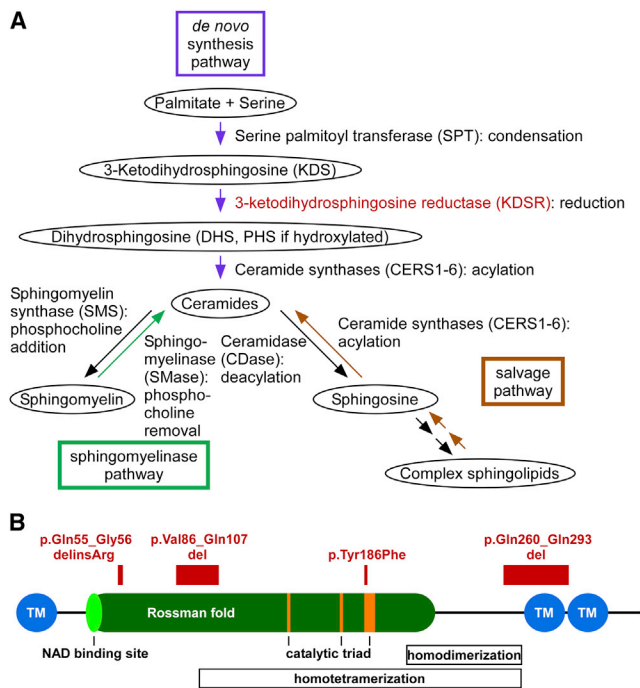 A
de novo
synthesis
pathway
Palmitate + Serine
Serine palmitoyl transferase (SPT): condensation
3-Ketodihydrosphingosine (KDS)
3-ketodihydrosphingosine reductase (KDSR): reduction
Dihydrosphingosine (DHS, PHS if hydroxylated)
Ceramide synthases (CERS1-6): acylation
Ceramides
Sphingomyelin
synthase (SMS):
phosphocholine
addition
Sphingo-
myelinase
(SMase):
phospho-
choline
removal
Ceramidase
(CDase):
deacylation
Ceramide synthases (CERS1-6):
acylation
salvage
pathway
Sphingomyelin
Sphingosine
sphingomyelinase
pathway
Complex sphingolipids
B
p.Gln55_Gly56
delinsArg
p.Val86_Gln107
del
p.Tyr186Phe
p.Gln260_Gln293
del
TM
Rossman fold
TM
TM
NAD binding site
catalytic triad
homodimerization
homotetramerization